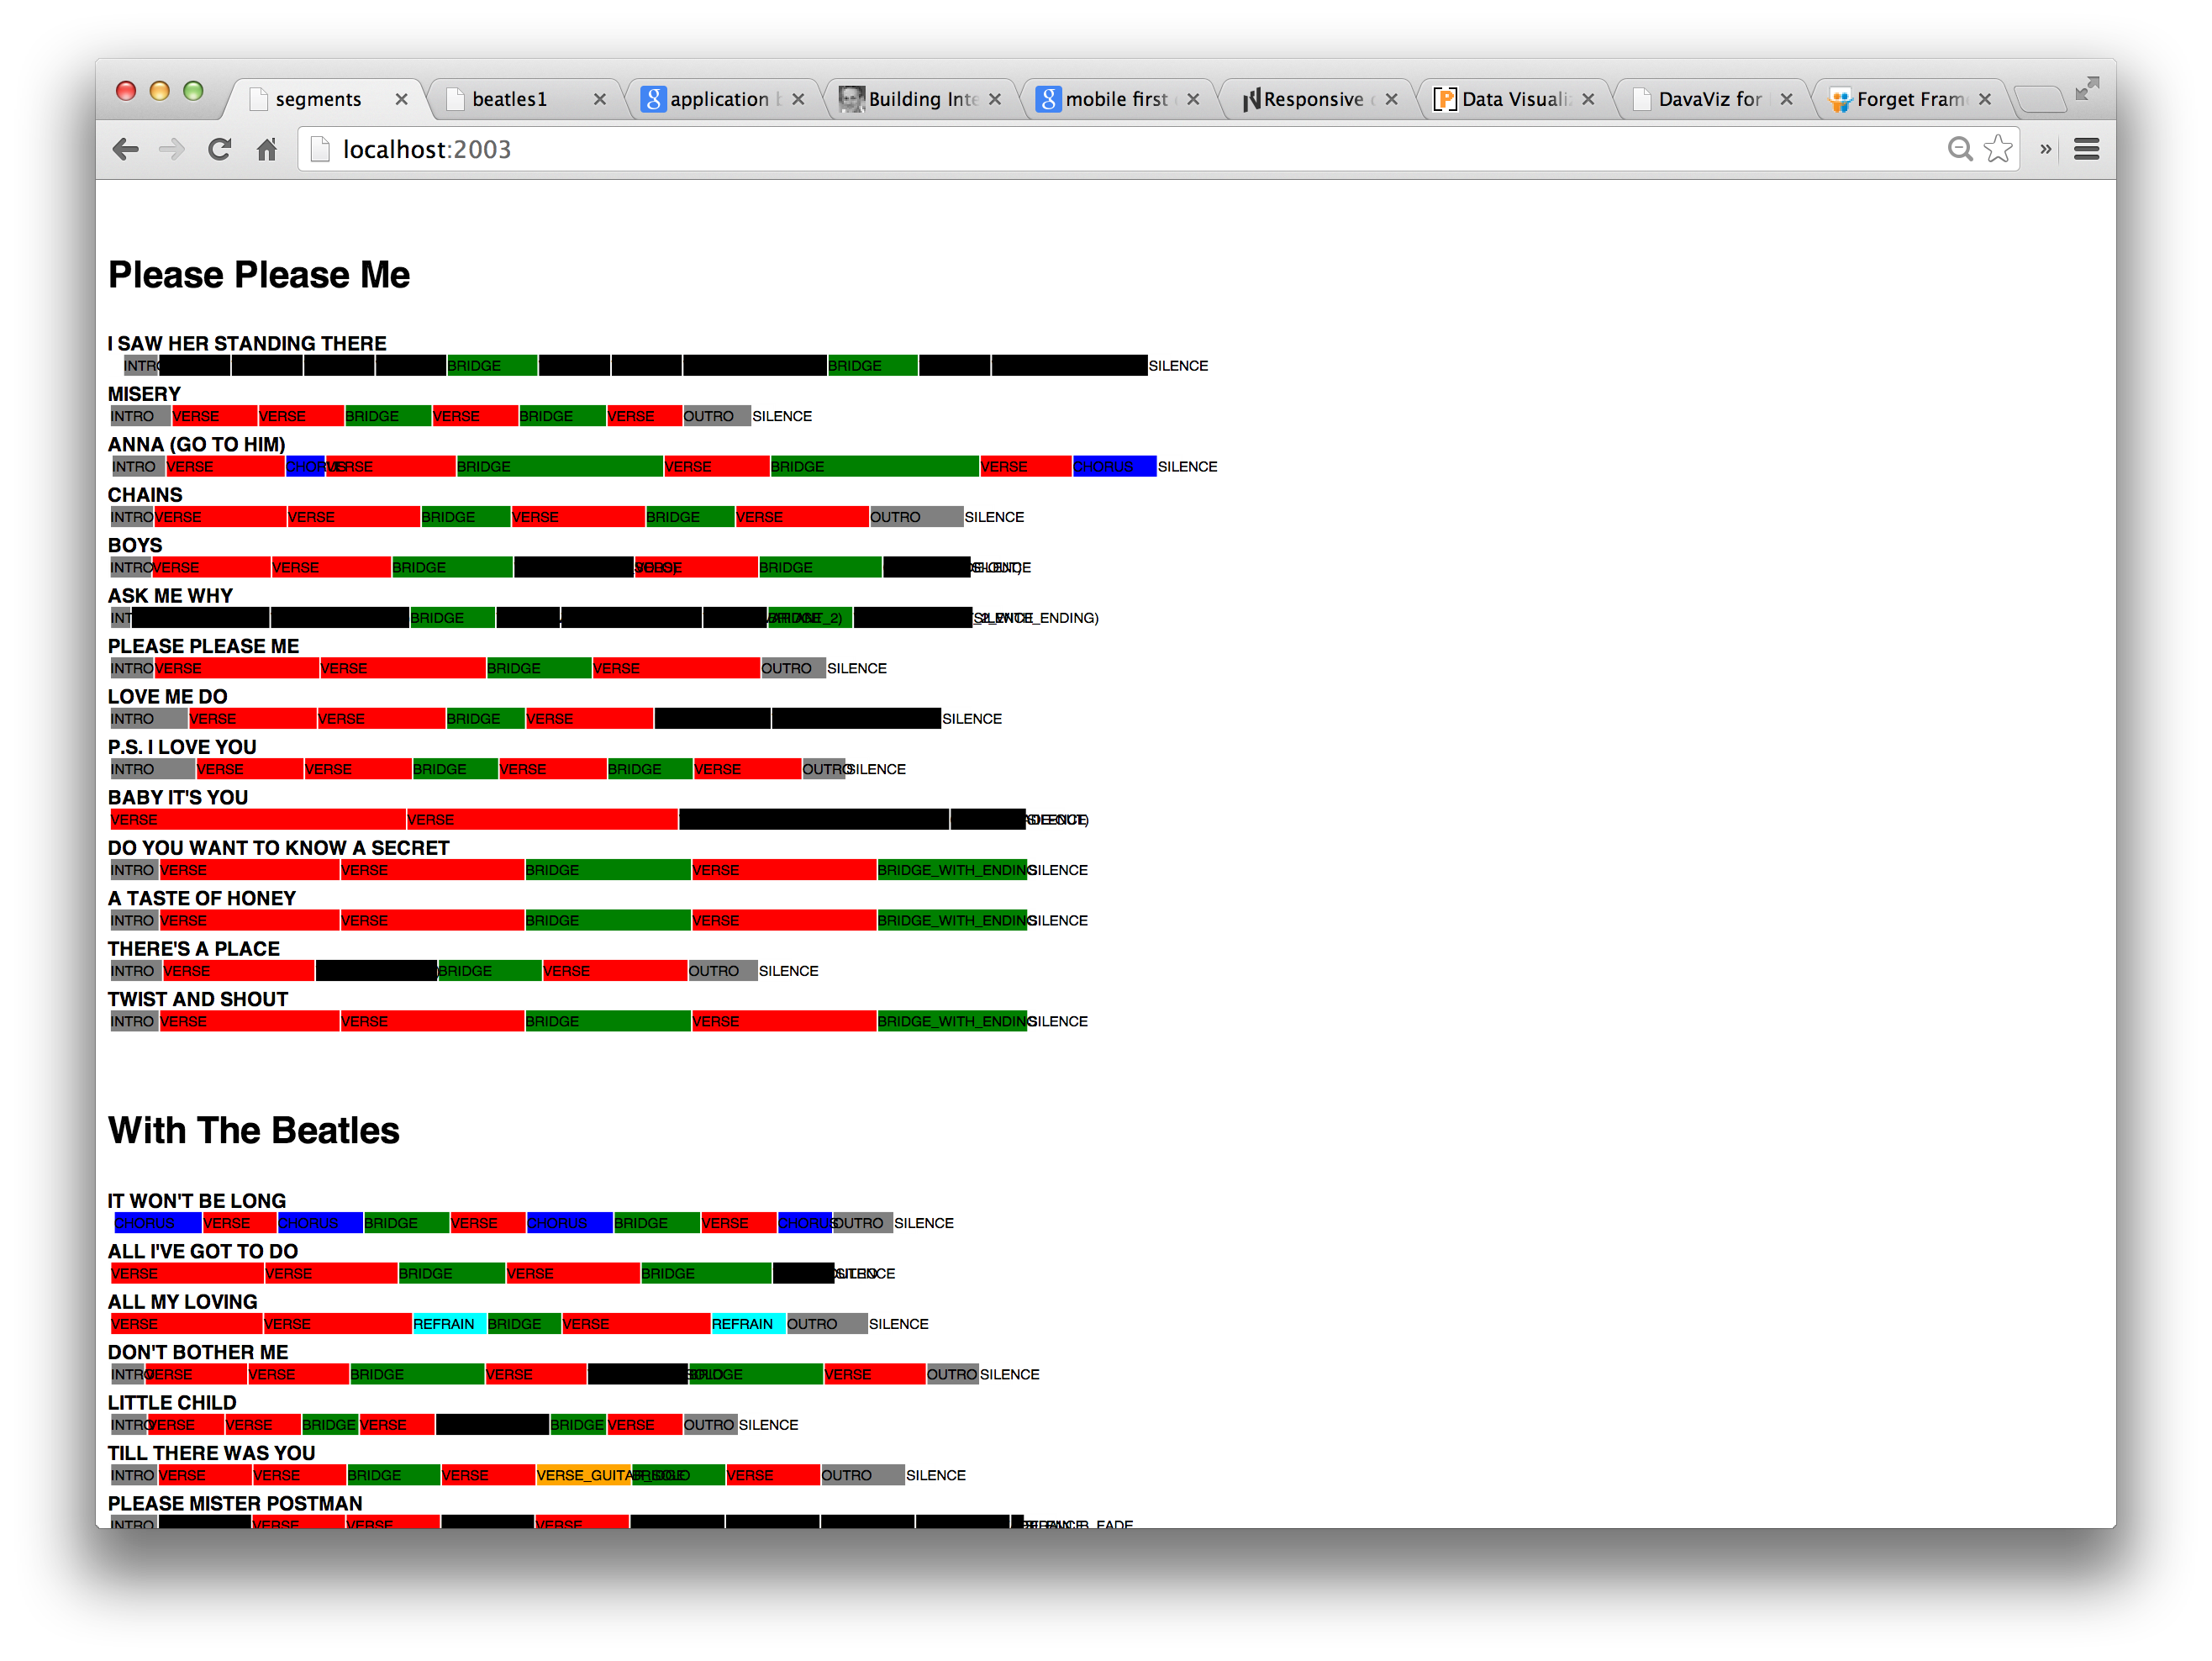 segments beatles1 application Building Inte mobile first Responsive Data Visuali DavaViz for Forget Fram
localhost:2003
Please Please Me
I SAW HER STANDING THERE
INTRO BRIDGE BRIDGE SILENCE
MISERY
INTRO VERSE VERSE BRIDGE VERSE BRIDGE VERSE OUTRO SILENCE
ANNA (GO TO HIM)
INTRO VERSE CHORUS VERSE BRIDGE VERSE BRIDGE VERSE CHORUS SILENCE
CHAINS
INTRO VERSE VERSE BRIDGE VERSE BRIDGE VERSE OUTRO SILENCE
BOYS
INTRO VERSE VERSE BRIDGE VERSE BRIDGE SILENCE
ASK ME WHY
INT BRIDGE BRIDGE SILENCE
PLEASE PLEASE ME
INTRO VERSE VERSE BRIDGE VERSE OUTRO SILENCE
LOVE ME DO
INTRO VERSE VERSE BRIDGE VERSE SILENCE
P.S. I LOVE YOU
INTRO VERSE VERSE BRIDGE VERSE BRIDGE VERSE OUTRO SILENCE
BABY IT'S YOU
VERSE VERSE SILENCE
DO YOU WANT TO KNOW A SECRET
INTRO VERSE VERSE BRIDGE VERSE BRIDGE_WITH_ENDING SILENCE
A TASTE OF HONEY
INTRO VERSE VERSE BRIDGE VERSE BRIDGE_WITH_ENDING SILENCE
THERE'S A PLACE
INTRO VERSE BRIDGE VERSE OUTRO SILENCE
TWIST AND SHOUT
INTRO VERSE VERSE BRIDGE VERSE BRIDGE_WITH_ENDING SILENCE
With The Beatles
IT WON'T BE LONG
CHORUS VERSE CHORUS BRIDGE VERSE CHORUS BRIDGE VERSE CHORUS OUTRO SILENCE
ALL I'VE GOT TO DO
VERSE VERSE BRIDGE VERSE BRIDGE SILENCE
ALL MY LOVING
VERSE VERSE REFRAIN BRIDGE VERSE REFRAIN OUTRO SILENCE
DON'T BOTHER ME
INTRO VERSE VERSE BRIDGE VERSE BRIDGE VERSE OUTRO SILENCE
LITTLE CHILD
INTRO VERSE VERSE BRIDGE VERSE BRIDGE VERSE OUTRO SILENCE
TILL THERE WAS YOU
INTRO VERSE VERSE BRIDGE VERSE VERSE_GUITAR_SOLO BRIDGE VERSE OUTRO SILENCE
PLEASE MISTER POSTMAN
INTRO VERSE VERSE VERSE